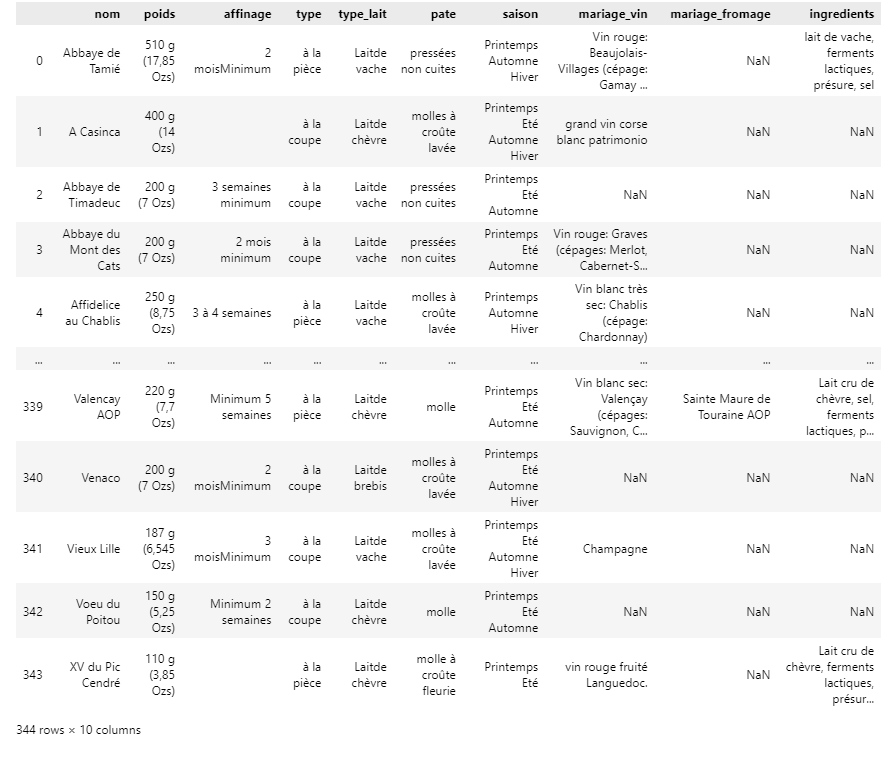 nom poids affinage type type_lait pate saison mariage_vin mariage_fromage ingredients
0 Abbaye de Tamié 510 g (17,85 Ozs) 2 moisMinimum à la pièce Laitde vache pressées non cuites Printemps Automne Hiver Vin rouge: Beaujolais-Villages (cépage: Gamay ... NaN lait de vache, ferments lactiques, présure, sel
1 A Casinca 400 g (14 Ozs) à la coupe Laitde chèvre molles à croûte lavée Printemps Eté Automne Hiver grand vin corse blanc patrimonio NaN NaN
2 Abbaye de Timadeuc 200 g (7 Ozs) 3 semaines minimum à la coupe Laitde vache pressées non cuites Printemps Eté Automne NaN NaN NaN
3 Abbaye du Mont des Cats 200 g (7 Ozs) 2 mois minimum à la coupe Laitde vache pressées non cuites Printemps Eté Automne Vin rouge: Graves (cépages: Merlot, Cabernet-S... NaN NaN
4 Affidelice au Chablis 250 g (8,75 Ozs) 3 à 4 semaines à la pièce Laitde vache molles à croûte lavée Printemps Automne Hiver Vin blanc très sec: Chablis (cépage: Chardonnay) NaN NaN
... ... ... ... ... ... ... ... ... ... ...
339 Valencay AOP 220 g (7,7 Ozs) Minimum 5 semaines à la pièce Laitde chèvre molle Printemps Eté Automne Vin blanc sec: Valençay (cépages: Sauvignon, C... Sainte Maure de Touraine AOP Lait cru de chèvre, sel, ferments lactiques, p...
340 Venaco 200 g (7 Ozs) 2 moisMinimum à la coupe Laitde brebis molles à croûte lavée Printemps Eté Automne Hiver NaN NaN NaN
341 Vieux Lille 187 g (6,545 Ozs) 3 moisMinimum à la coupe Laitde vache molles à croûte lavée Printemps Eté Automne Hiver Champagne NaN NaN
342 Voeu du Poitou 150 g (5,25 Ozs) Minimum 2 semaines à la coupe Laitde chèvre molle Printemps Eté Automne NaN NaN NaN
343 XV du Pic Cendré 110 g (3,85 Ozs) à la pièce Laitde chèvre molle à croûte fleurie Printemps Eté vin rouge fruité Languedoc. NaN Lait cru de chèvre, ferments lactiques, présur...
344 rows × 10 columns